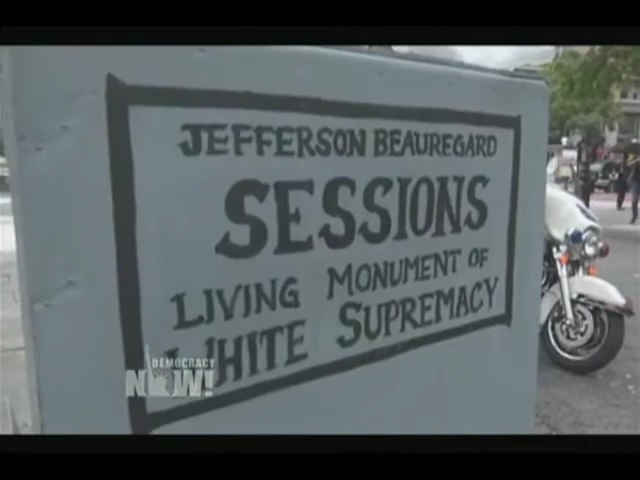 JEFFERSON BEAUREGARD
SESSIONS
LIVING MONUMENT OF
WHITE SUPREMACY
DEMOCRACY
NOW!